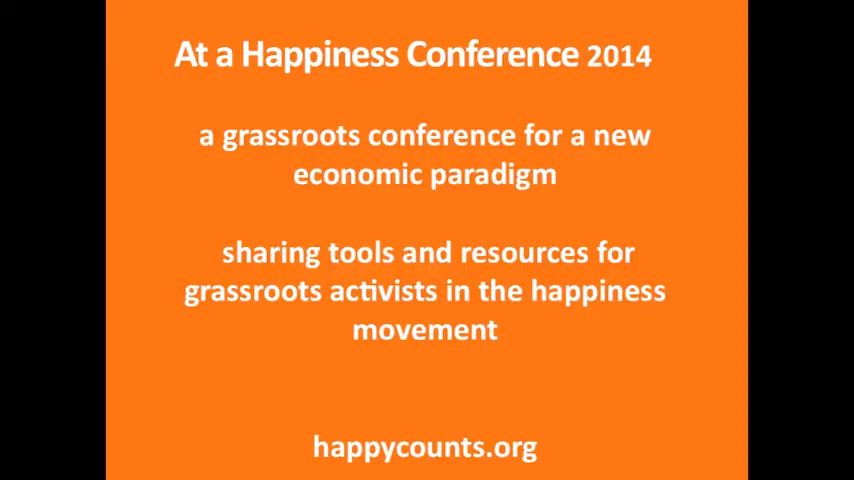 At a Happiness Conference 2014
a grassroots conference for a new
economic paradigm
sharing tools and resources for
grassroots activists in the happiness
movement
happycounts.org